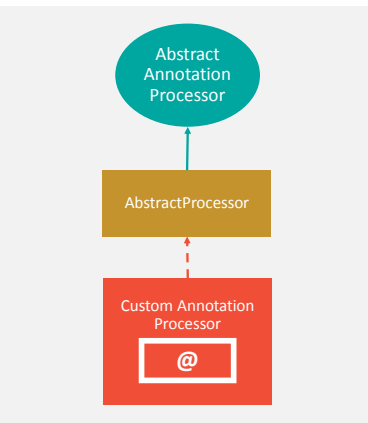 Abstract
Annotation
Processor
AbstractProcessor
Custom Annotation
Processor
@